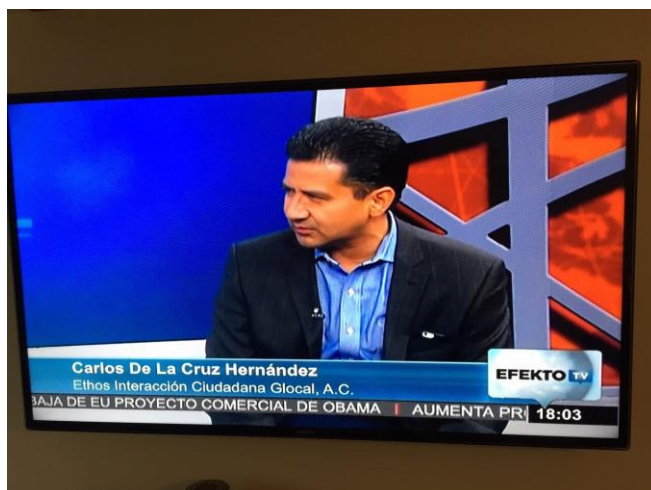 Carlos De La Cruz Hernández
Ethos Interacción Ciudadana Glocal, A.C.
EFEKTO TV
BAJA DE EU PROYECTO COMERCIAL DE OBAMA | AUMENTA PR
18:03